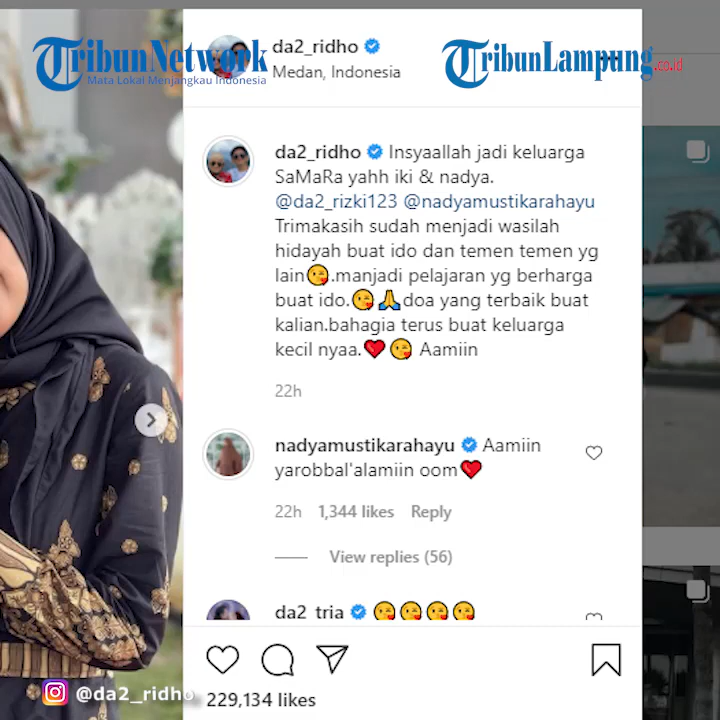 TribunNetwork
Mata Lokal Menjangkau Indonesia
da2_ridho
Medan, Indonesia
TribunLampung.co.id
da2_ridho Insyaallah jadi keluarga
SaMaRa yahh iki & nadya.
@da2_rizki123 @nadyamustikarahayu
Trimakasih sudah menjadi wasilah
hidayah buat ido dan temen temen yg
lain😘.manjadi pelajaran yg berharga
buat ido.😘🙏doa yang terbaik buat
kalian.bahagia terus buat keluarga
kecil nyaa.❤️😘 Aamiin
22h
nadyamustikarahayu Aamiin
yarobbal'alamiin oom❤️
22h 1,344 likes Reply
View replies (56)
da2_tria 😘😘😘😘
229,134 likes
@da2_ridho